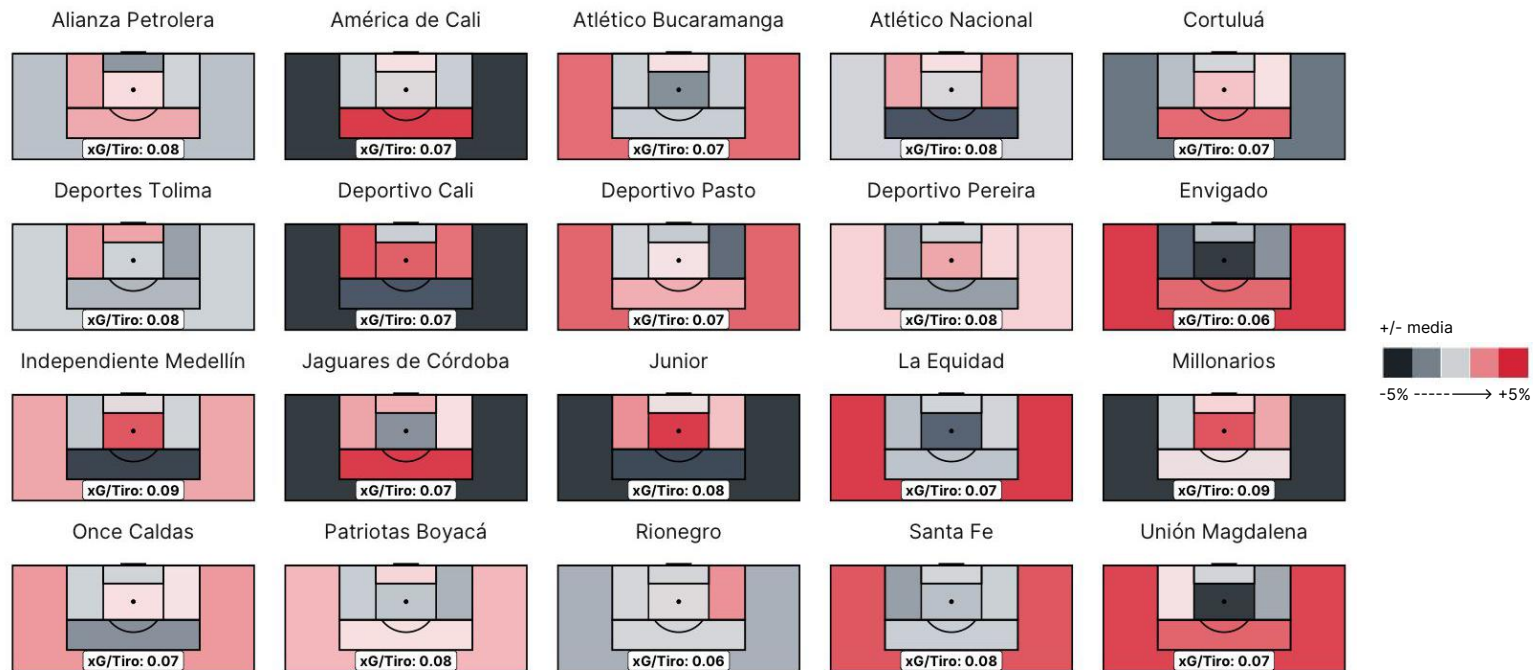 Alianza Petrolera
América de Cali
Atlético Bucaramanga
Atlético Nacional
Cortuluá
xG/Tiro: 0.08
xG/Tiro: 0.07
xG/Tiro: 0.07
xG/Tiro: 0.08
xG/Tiro: 0.07
Deportes Tolima
Deportivo Cali
Deportivo Pasto
Deportivo Pereira
Envigado
xG/Tiro: 0.08
xG/Tiro: 0.07
xG/Tiro: 0.07
xG/Tiro: 0.08
xG/Tiro: 0.06
+/- media
-5% ------→ +5%
Independiente Medellín
Jaguares de Córdoba
Junior
La Equidad
Millonarios
xG/Tiro: 0.09
xG/Tiro: 0.07
xG/Tiro: 0.08
xG/Tiro: 0.07
xG/Tiro: 0.09
Once Caldas
Patriotas Boyacá
Rionegro
Santa Fe
Unión Magdalena
xG/Tiro: 0.07
xG/Tiro: 0.08
xG/Tiro: 0.06
xG/Tiro: 0.08
xG/Tiro: 0.07